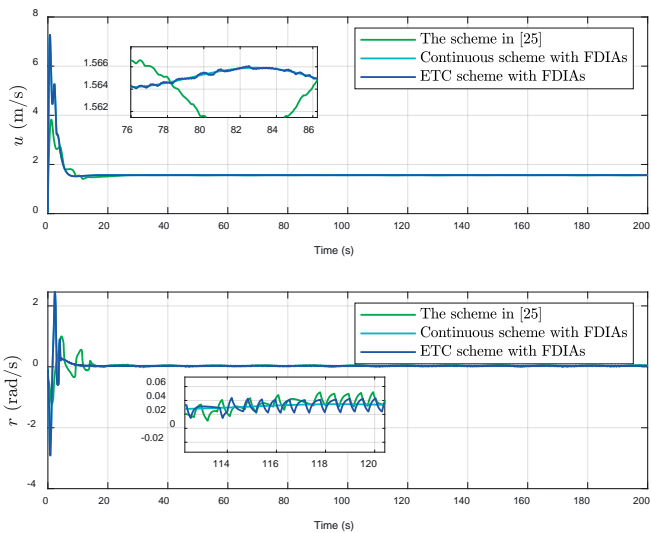 8
6
4
2
0
u (m/s)
The scheme in [25]
Continuous scheme with FDIAs
ETC scheme with FDIAs
1.566
1.564
1.562
76 78 80 82 84 86
0 20 40 60 80 100 120 140 160 180 200
Time (s)
2
0
-2
-4
r (rad/s)
The scheme in [25]
Continuous scheme with FDIAs
ETC scheme with FDIAs
0.06
0.04
0.02
0
-0.02
114 116 118 120
0 20 40 60 80 100 120 140 160 180 200
Time (s)